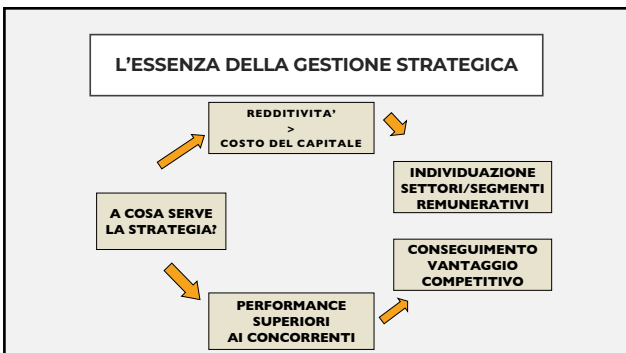 L’ESSENZA DELLA GESTIONE STRATEGICA
REDDITIVITA’
>
COSTO DEL CAPITALE
INDIVIDUAZIONE
SETTORI/SEGMENTI
REMUNERATIVI
A COSA SERVE
LA STRATEGIA?
CONSEGUIMENTO
VANTAGGIO
COMPETITIVO
PERFORMANCE
SUPERIORI
AI CONCORRENTI